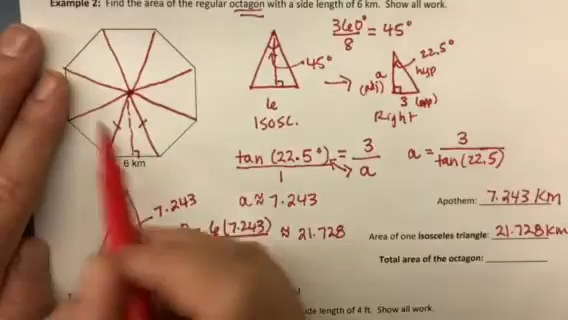 Example 2: Find the area of the regular octagon with a side length of 6 km. Show all work.
360°/8 = 45°
45°
6
ISOSC.
22.5°
hyp
a
(adj)
3 (opp)
Right
6 km
tan (22.5°)/1 = 3/a
a = 3/tan(22.5)
a ≈ 7.243
Apothem: 7.243 KM
7.243
6(7.243) ≈ 21.728
Area of one Isosceles triangle: 21.728 KM
Total area of the octagon:
ide length of 4 ft. Show all work.